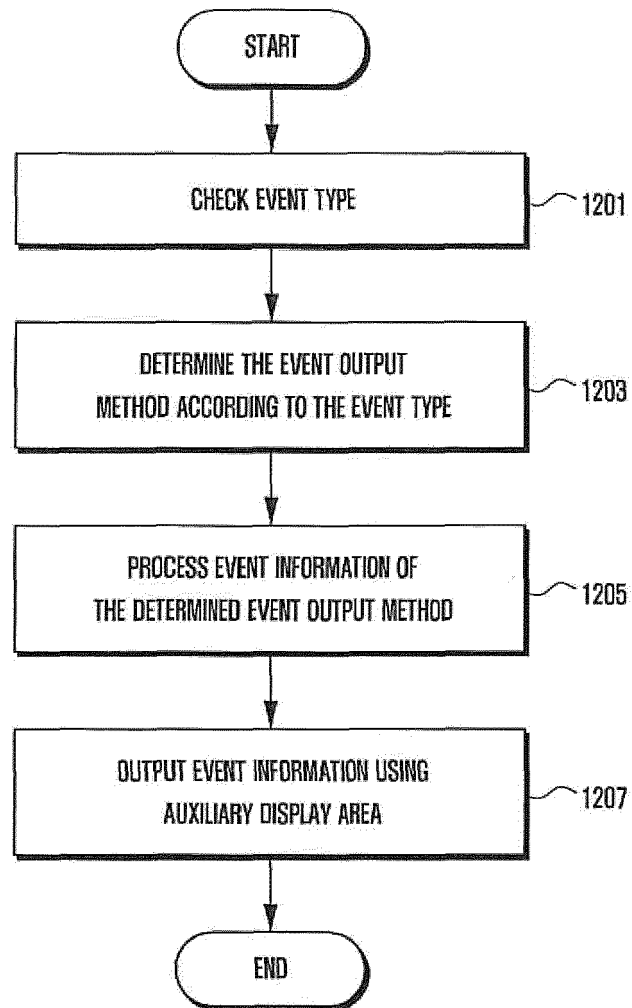 START
CHECK EVENT TYPE
1201
DETERMINE THE EVENT OUTPUT
METHOD ACCORDING TO THE EVENT TYPE
1203
PROCESS EVENT INFORMATION OF
THE DETERMINED EVENT OUTPUT METHOD
1205
OUTPUT EVENT INFORMATION USING
AUXILIARY DISPLAY AREA
1207
END